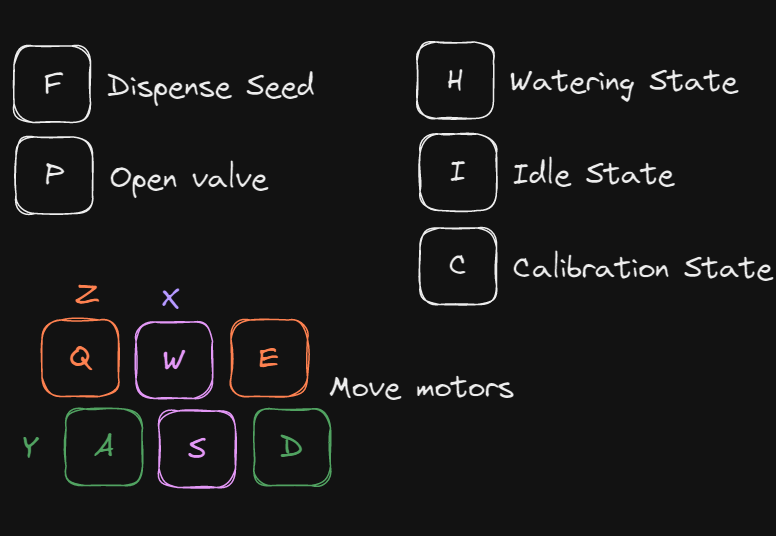 F Dispense Seed
P Open valve
H Watering State
I Idle State
C Calibration State
Z X
Q W E
Move motors
Y A S D